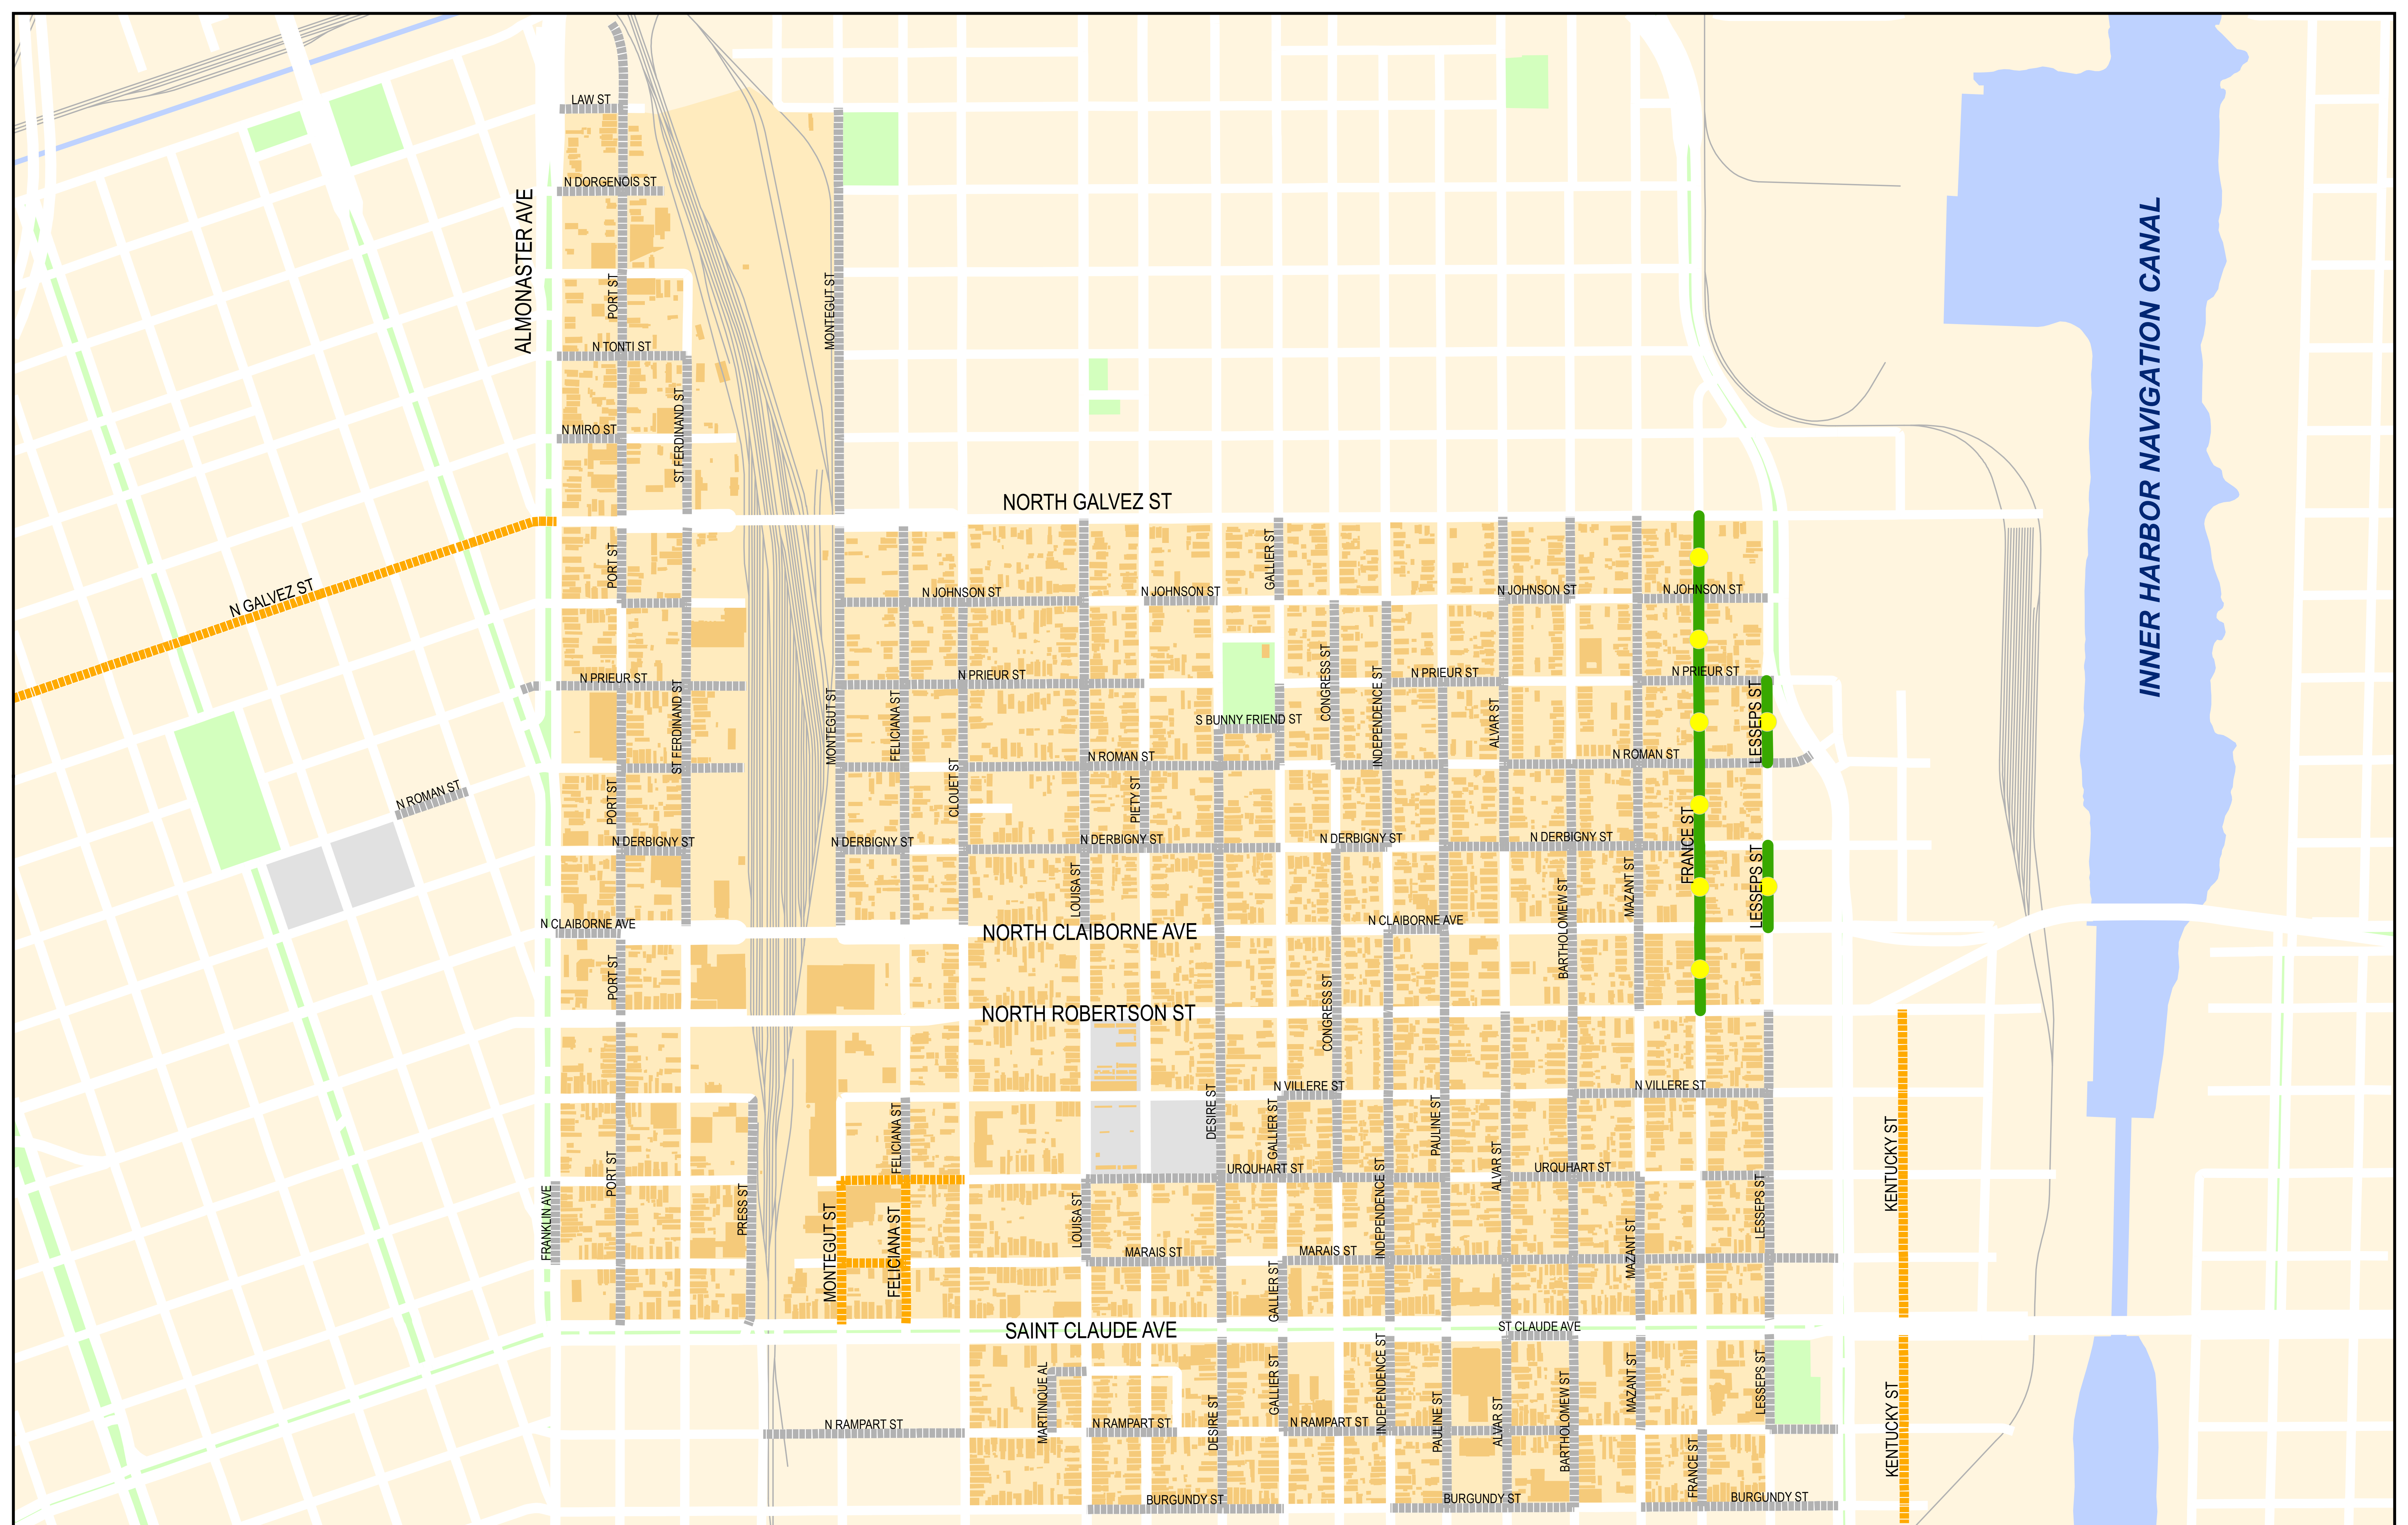 LAW ST
N DORGENOIS ST
ALMONASTER AVE
PORT ST
MONTEGUT ST
INNER HARBOR NAVIGATION CANAL
N TONTI ST
ST FERDINAND ST
N MIRO ST
NORTH GALVEZ ST
PORT ST
GALLIER ST
N GALVEZ ST
N JOHNSON ST
N JOHNSON ST
N JOHNSON ST
N JOHNSON ST
N PRIEUR ST
N PRIEUR ST
N PRIEUR ST
N PRIEUR ST
ST FERDINAND ST
MONTEGUT ST
FELICIANA ST
CONGRESS ST
INDEPENDENCE ST
ALVAR ST
LESSEPS ST
S BUNNY FRIEND ST
N ROMAN ST
N ROMAN ST
N ROMAN ST
PORT ST
CLOUET ST
PIETY ST
FRANCE ST
N DERBIGNY ST
N DERBIGNY ST
N DERBIGNY ST
N DERBIGNY ST
N DERBIGNY ST
LOUISA ST
BARTHOLOMEW ST
MAZANT ST
LESSEPS ST
N CLAIBORNE AVE
NORTH CLAIBORNE AVE
N CLAIBORNE AVE
PORT ST
CONGRESS ST
NORTH ROBERTSON ST
N VILLERE ST
N VILLERE ST
FELICIANA ST
DESIRE ST
GALLIER ST
PAULINE ST
ALVAR ST
KENTUCKY ST
PORT ST
URQUHART ST
URQUHART ST
FRANKLIN AVE
PRESS ST
MONTEGUT ST
FELICIANA ST
LOUISA ST
INDEPENDENCE ST
MAZANT ST
LESSEPS ST
MARAIS ST
MARAIS ST
GALLIER ST
SAINT CLAUDE AVE
ST CLAUDE AVE
MARTINIQUE AL
DESIRE ST
GALLIER ST
INDEPENDENCE ST
PAULINE ST
ALVAR ST
BARTHOLOMEW ST
MAZANT ST
LESSEPS ST
KENTUCKY ST
N RAMPART ST
N RAMPART ST
N RAMPART ST
FRANCE ST
BURGUNDY ST
BURGUNDY ST
BURGUNDY ST